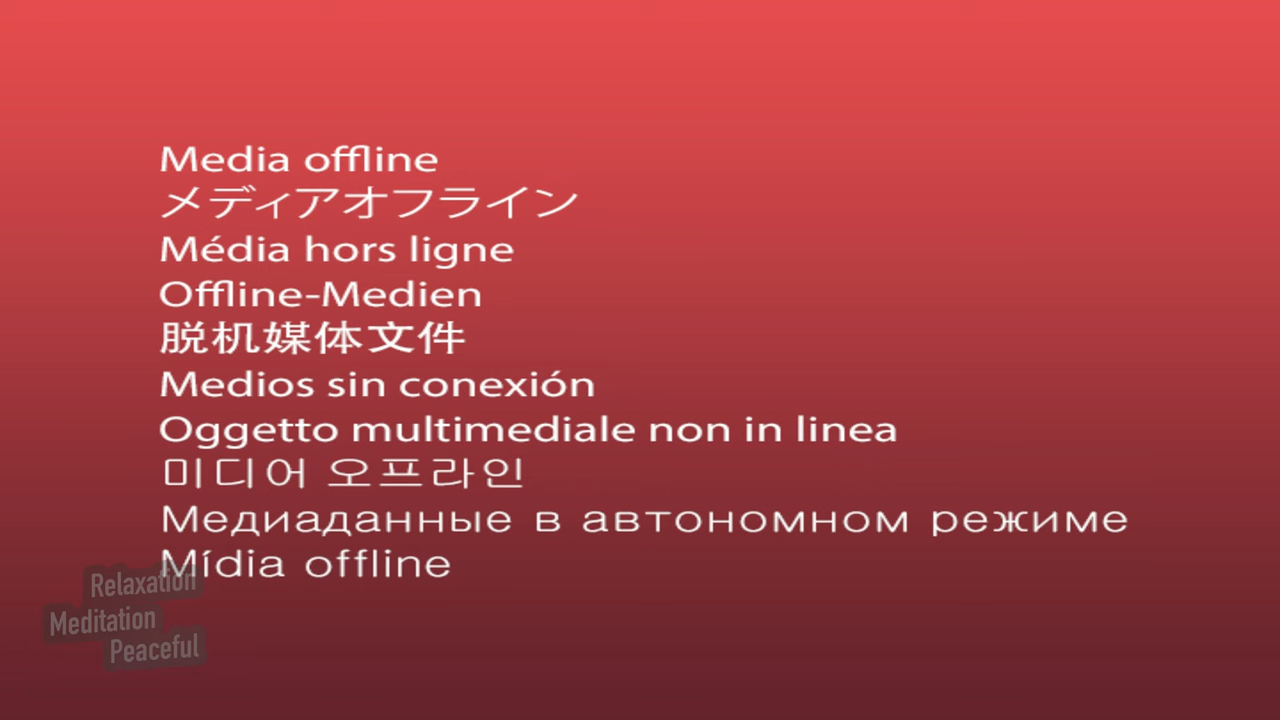 Media offline
メディアオフライン
Média hors ligne
Offline-Medien
脱机媒体文件
Medios sin conexión
Oggetto multimediale non in linea
미디어 오프라인
Медиаданные в автономном режиме
Mídia offline
Relaxation
Meditation
Peaceful